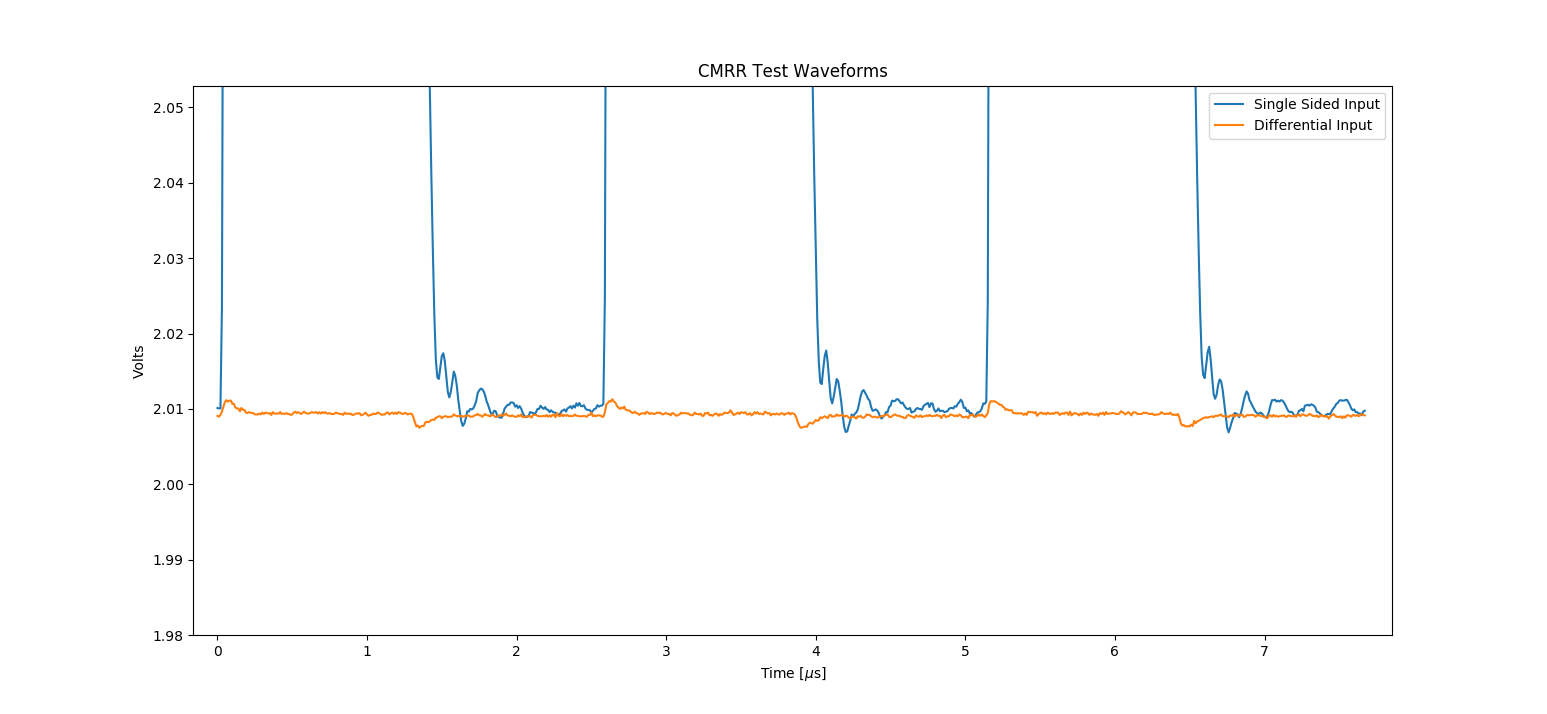 CMRR Test Waveforms
Single Sided Input
Differential Input
Volts
2.05
2.04
2.03
2.02
2.01
2.00
1.99
1.98
0 1 2 3 4 5 6 7
Time [μs]